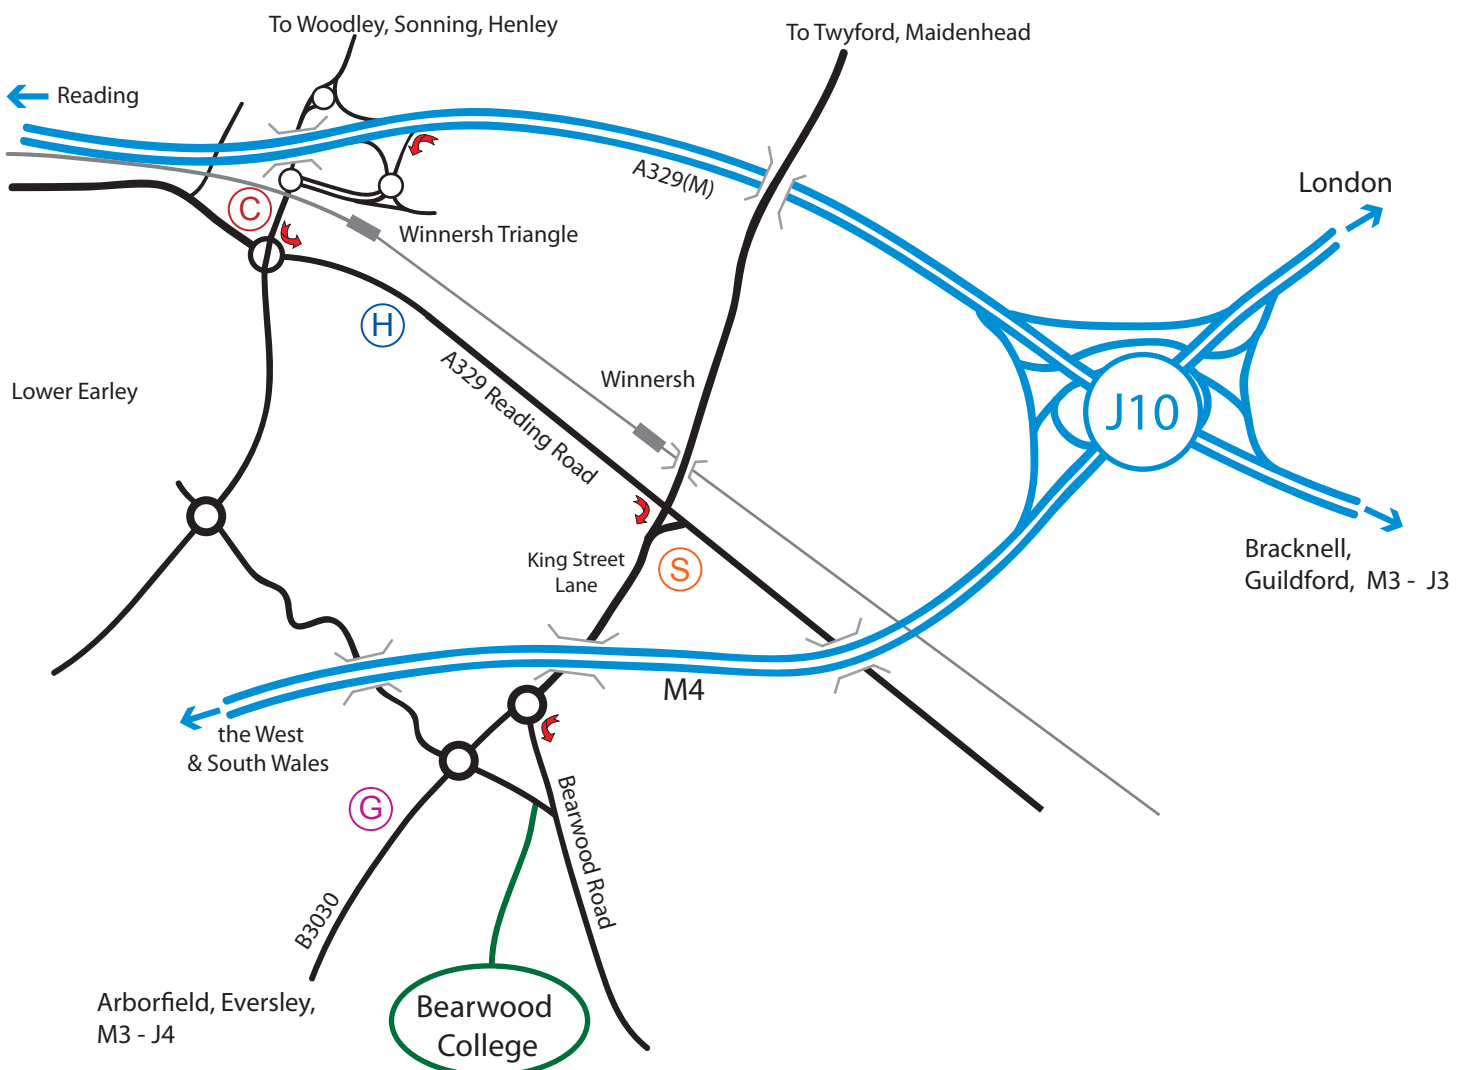 To Woodley, Sonning, Henley
To Twyford, Maidenhead
Reading
A329(M)
London
C
Winnersh Triangle
H
A329 Reading Road
Winnersh
Lower Earley
J10
King Street
Lane
S
Bracknell,
Guildford, M3 - J3
M4
the West
& South Wales
G
Bearwood Road
B3030
Arborfield, Eversley,
M3 - J4
Bearwood
College